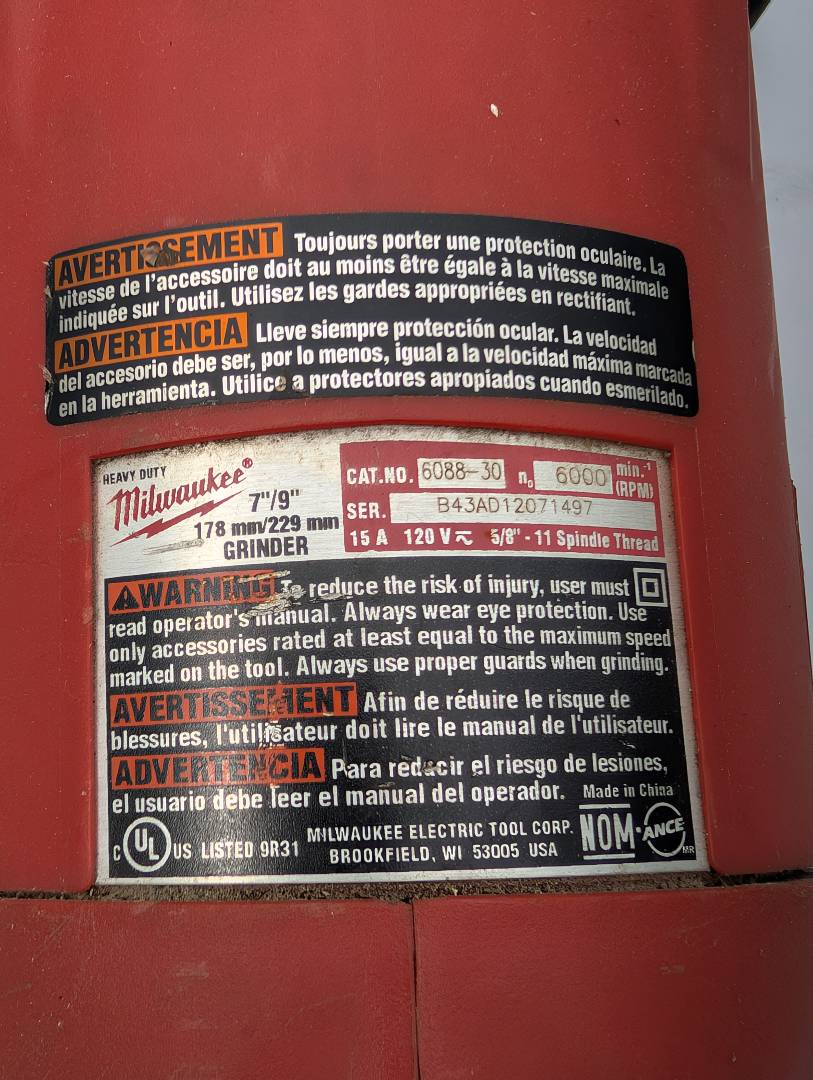 AVERTISSEMENT Toujours porter une protection oculaire. La
vitesse de l'accessoire doit au moins être égale à la vitesse maximale
indiquée sur l'outil. Utilisez les gardes appropriées en rectifiant.
ADVERTENCIA Lleve siempre protección ocular. La velocidad
del accesorio debe ser, por lo menos, igual a la velocidad máxima marcada
en la herramienta. Utilice a protectores apropiados cuando esmerilado.
HEAVY DUTY
Milwaukee®
7"/9"
178 mm/229 mm
GRINDER
CAT.NO. 6088-30 n₀ 6000 min.⁻¹ (RPM)
SER. B43AD12071497
15 A 120 V ⏦ 5/8" - 11 Spindle Thread
WARNING To reduce the risk of injury, user must
read operator's manual. Always wear eye protection. Use
only accessories rated at least equal to the maximum speed
marked on the tool. Always use proper guards when grinding.
AVERTISSEMENT Afin de réduire le risque de
blessures, l'utilisateur doit lire le manual de l'utilisateur.
ADVERTENCIA Para reducir el riesgo de lesiones,
el usuario debe leer el manual del operador. Made in China
C UL US LISTED 9R31
MILWAUKEE ELECTRIC TOOL CORP.
BROOKFIELD, WI 53005 USA
NOM-ANCE
MR